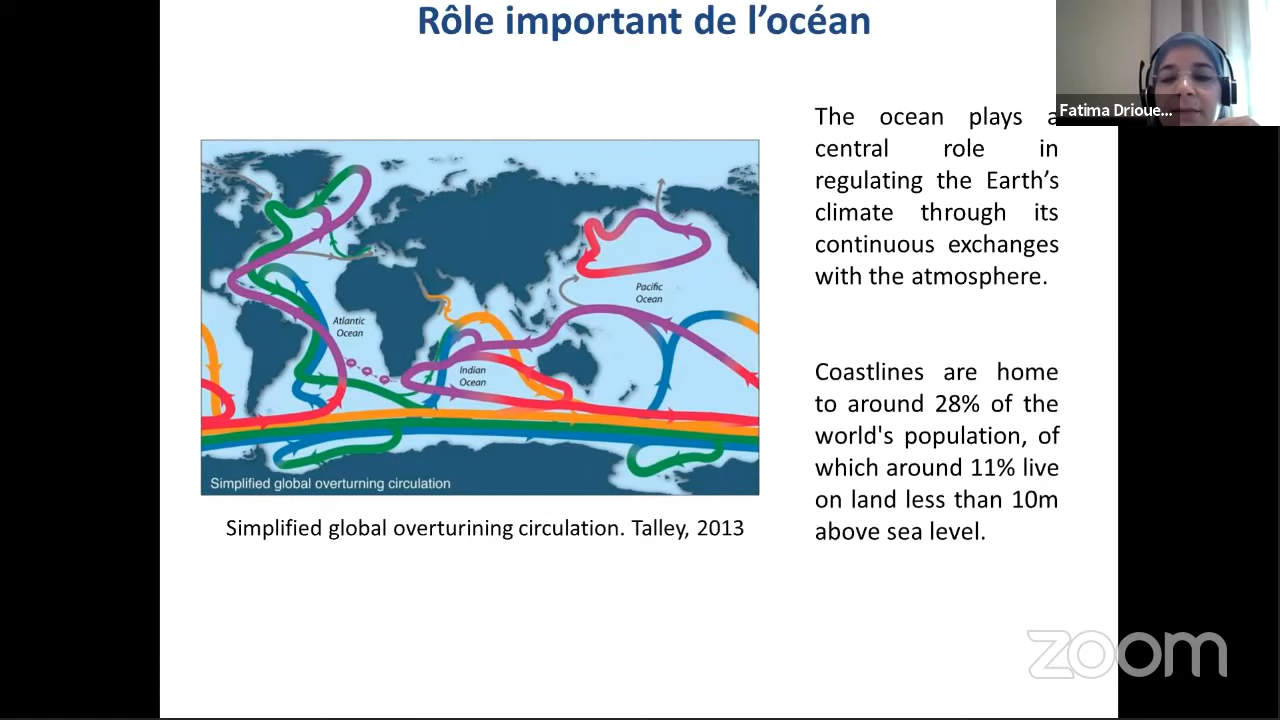 Rôle important de l’océan
Fatima Drioue...
The ocean plays a
central role in
regulating the Earth’s
climate through its
continuous exchanges
with the atmosphere.
Atlantic
Ocean
Pacific
Ocean
Indian
Ocean
Simplified global overturning circulation
Simplified global overturining circulation. Talley, 2013
Coastlines are home
to around 28% of the
world's population, of
which around 11% live
on land less than 10m
above sea level.
zoom